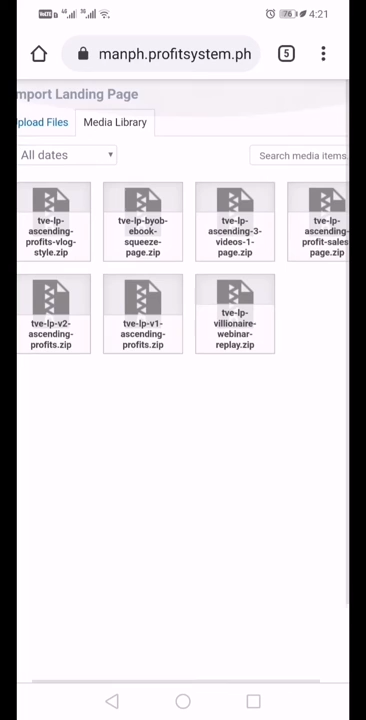 4:21
76
manph.profitsystem.ph
5
mport Landing Page
pload Files
Media Library
All dates
Search media items.
tve-lp-
ascending-
profits-vlog-
style.zip
tve-lp-byob-
ebook-
squeeze-
page.zip
tve-lp-
ascending-3-
videos-1-
page.zip
tve-lp-
ascending-
profit-sales
page.zip
tve-lp-v2-
ascending-
profits.zip
tve-lp-v1-
ascending-
profits.zip
tve-lp-
villionaire-
webinar-
replay.zip